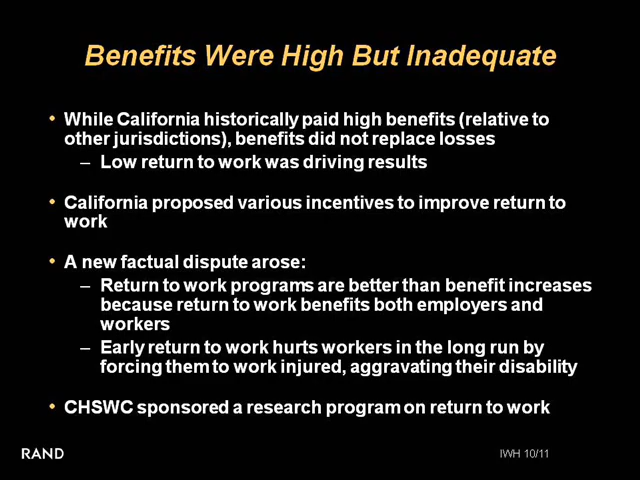 Benefits Were High But Inadequate
• While California historically paid high benefits (relative to
other jurisdictions), benefits did not replace losses
– Low return to work was driving results
• California proposed various incentives to improve return to
work
• A new factual dispute arose:
– Return to work programs are better than benefit increases
because return to work benefits both employers and
workers
– Early return to work hurts workers in the long run by
forcing them to work injured, aggravating their disability
• CHSWC sponsored a research program on return to work
RAND
IWH 10/11